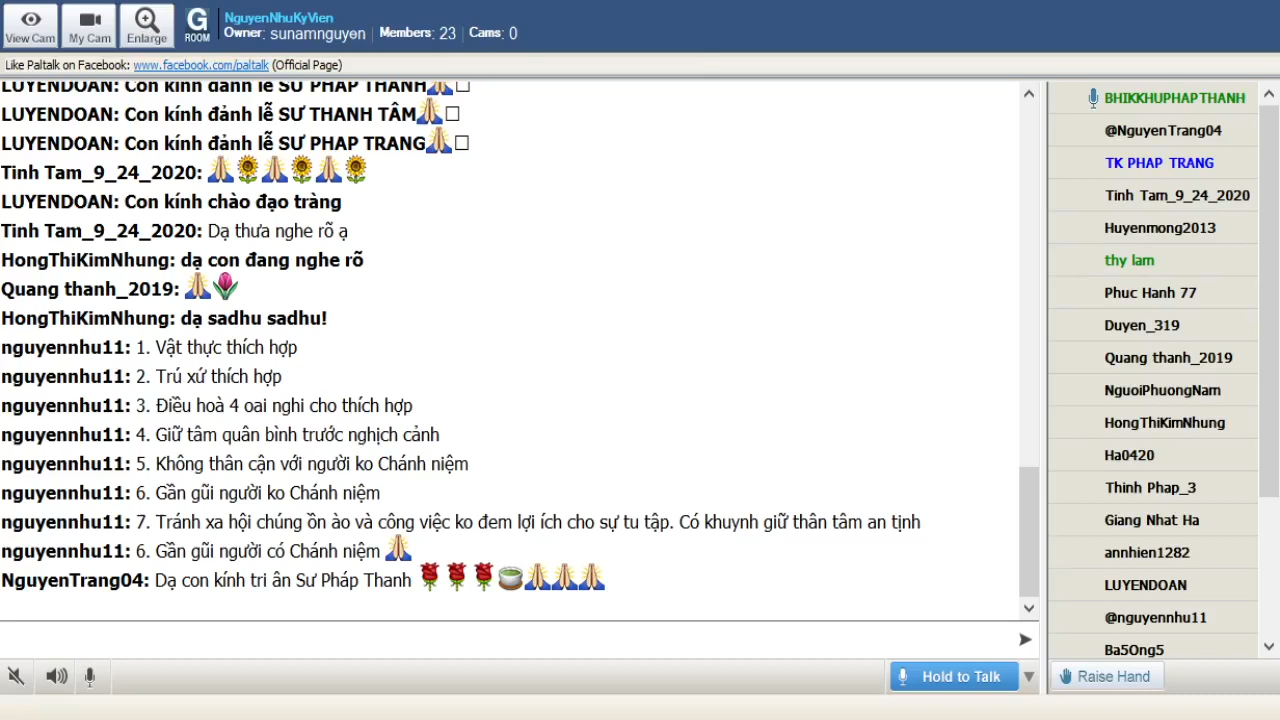 View Cam
My Cam
Enlarge
G
ROOM
NguyenNhuKyVien
Owner: sunamnguyen Members: 23 Cams: 0
Like Paltalk on Facebook: www.facebook.com/paltalk (Official Page)
LUYENDOAN: Con kính đảnh lễ SƯ PHÁP THÀNH
LUYENDOAN: Con kính đảnh lễ SƯ THANH TÂM
LUYENDOAN: Con kính đảnh lễ SƯ PHAP TRANG
Tinh Tam_9_24_2020:
LUYENDOAN: Con kính chào đạo tràng
Tinh Tam_9_24_2020: Dạ thưa nghe rõ ạ
HongThiKimNhung: dạ con đang nghe rõ
Quang thanh_2019:
HongThiKimNhung: dạ sadhu sadhu!
nguyennhu11: 1. Vật thực thích hợp
nguyennhu11: 2. Trú xứ thích hợp
nguyennhu11: 3. Điều hoà 4 oai nghi cho thích hợp
nguyennhu11: 4. Giữ tâm quân bình trước nghịch cảnh
nguyennhu11: 5. Không thân cận với người ko Chánh niệm
nguyennhu11: 6. Gần gũi người ko Chánh niệm
nguyennhu11: 7. Tránh xa hội chúng ồn ào và công việc ko đem lợi ích cho sự tu tập. Có khuynh giữ thân tâm an tịnh
nguyennhu11: 6. Gần gũi người có Chánh niệm
NguyenTrang04: Dạ con kính tri ân Sư Pháp Thanh
Hold to Talk
BHIKKHUPHAPTHANH
@NguyenTrang04
TK PHAP TRANG
Tinh Tam_9_24_2020
Huyenmong2013
thy lam
Phuc Hanh 77
Duyen_319
Quang thanh_2019
NguoiPhuongNam
HongThiKimNhung
Ha0420
Thinh Phap_3
Giang Nhat Ha
annhien1282
LUYENDOAN
@nguyennhu11
Ba5Ong5
Raise Hand